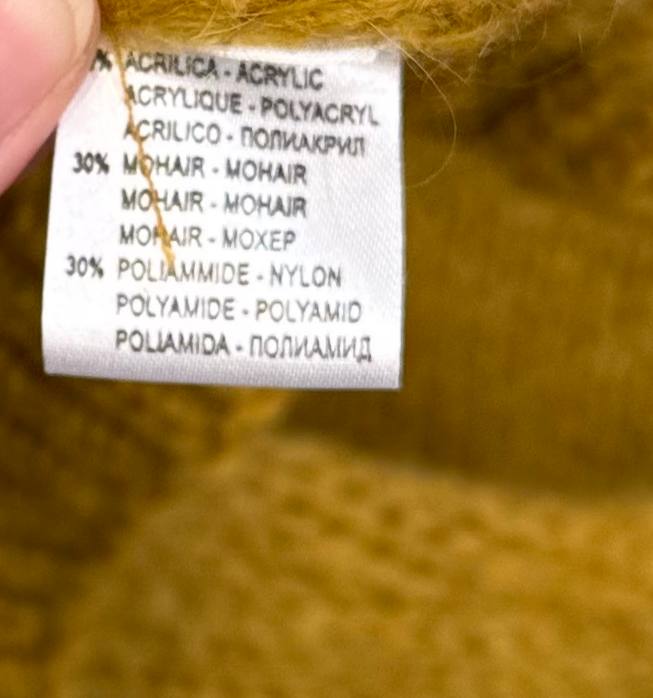 % ACRILICA - ACRYLIC
ACRYLIQUE - POLYACRYL
ACRILICO - ПОЛИАКРИЛ
30% MOHAIR - MOHAIR
MOHAIR - MOHAIR
MOHAIR - МОХЕР
30% POLIAMMIDE - NYLON
POLYAMIDE - POLYAMID
POLIAMIDA - ПОЛИАМИД